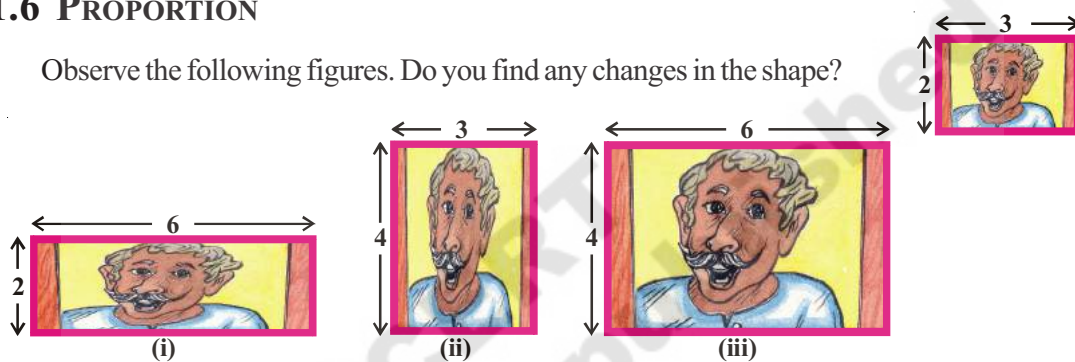 1.6 PROPORTION
3
Observe the following figures. Do you find any changes in the shape?
2
3
6
6
4
4
2
(i)
(ii)
(iii)